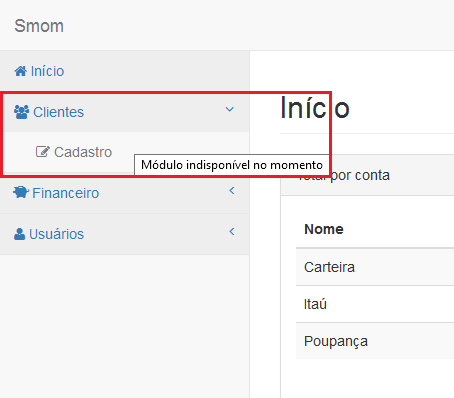 Smom
Início
Clientes
Cadastro
Módulo indisponível no momento
Financeiro
Usuários
Início
Total por conta
Nome
Carteira
Itaú
Poupança